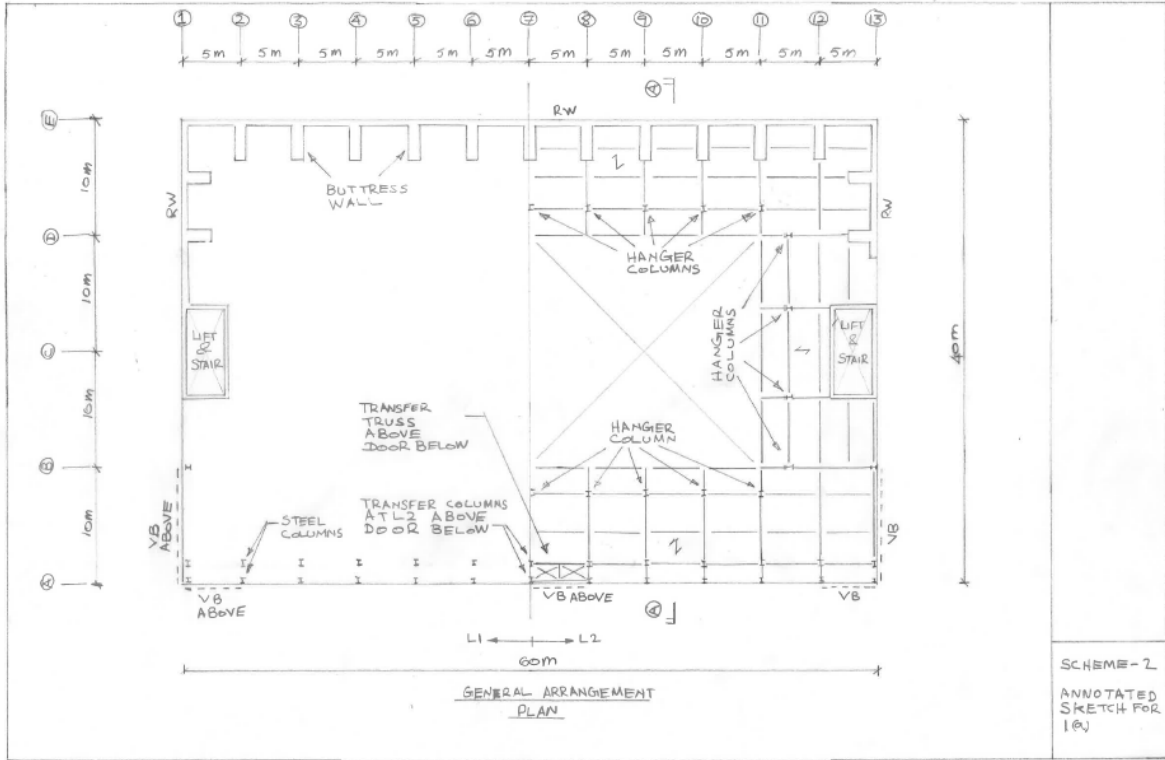 1 2 3 4 5 6 7 8 9 10 11 12 13
5m 5m 5m 5m 5m 5m 5m 5m 5m 5m 5m 5m
A
RW
E
D
C
B
A
10m
10m
10m
10m
RW
BUTTRESS
WALL
HANGER
COLUMNS
RW
HANGER
COLUMNS
LIFT
&
STAIR
LIFT
&
STAIR
40m
TRANSFER
TRUSS
ABOVE
DOOR BELOW
HANGER
COLUMN
TRANSFER COLUMNS
AT L2 ABOVE
DOOR BELOW
STEEL
COLUMNS
VB
ABOVE
VB
VB
ABOVE
VB ABOVE
VB
A
L1 L2
60m
GENERAL ARRANGEMENT
PLAN
SCHEME-2
ANNOTATED
SKETCH FOR
1(a)